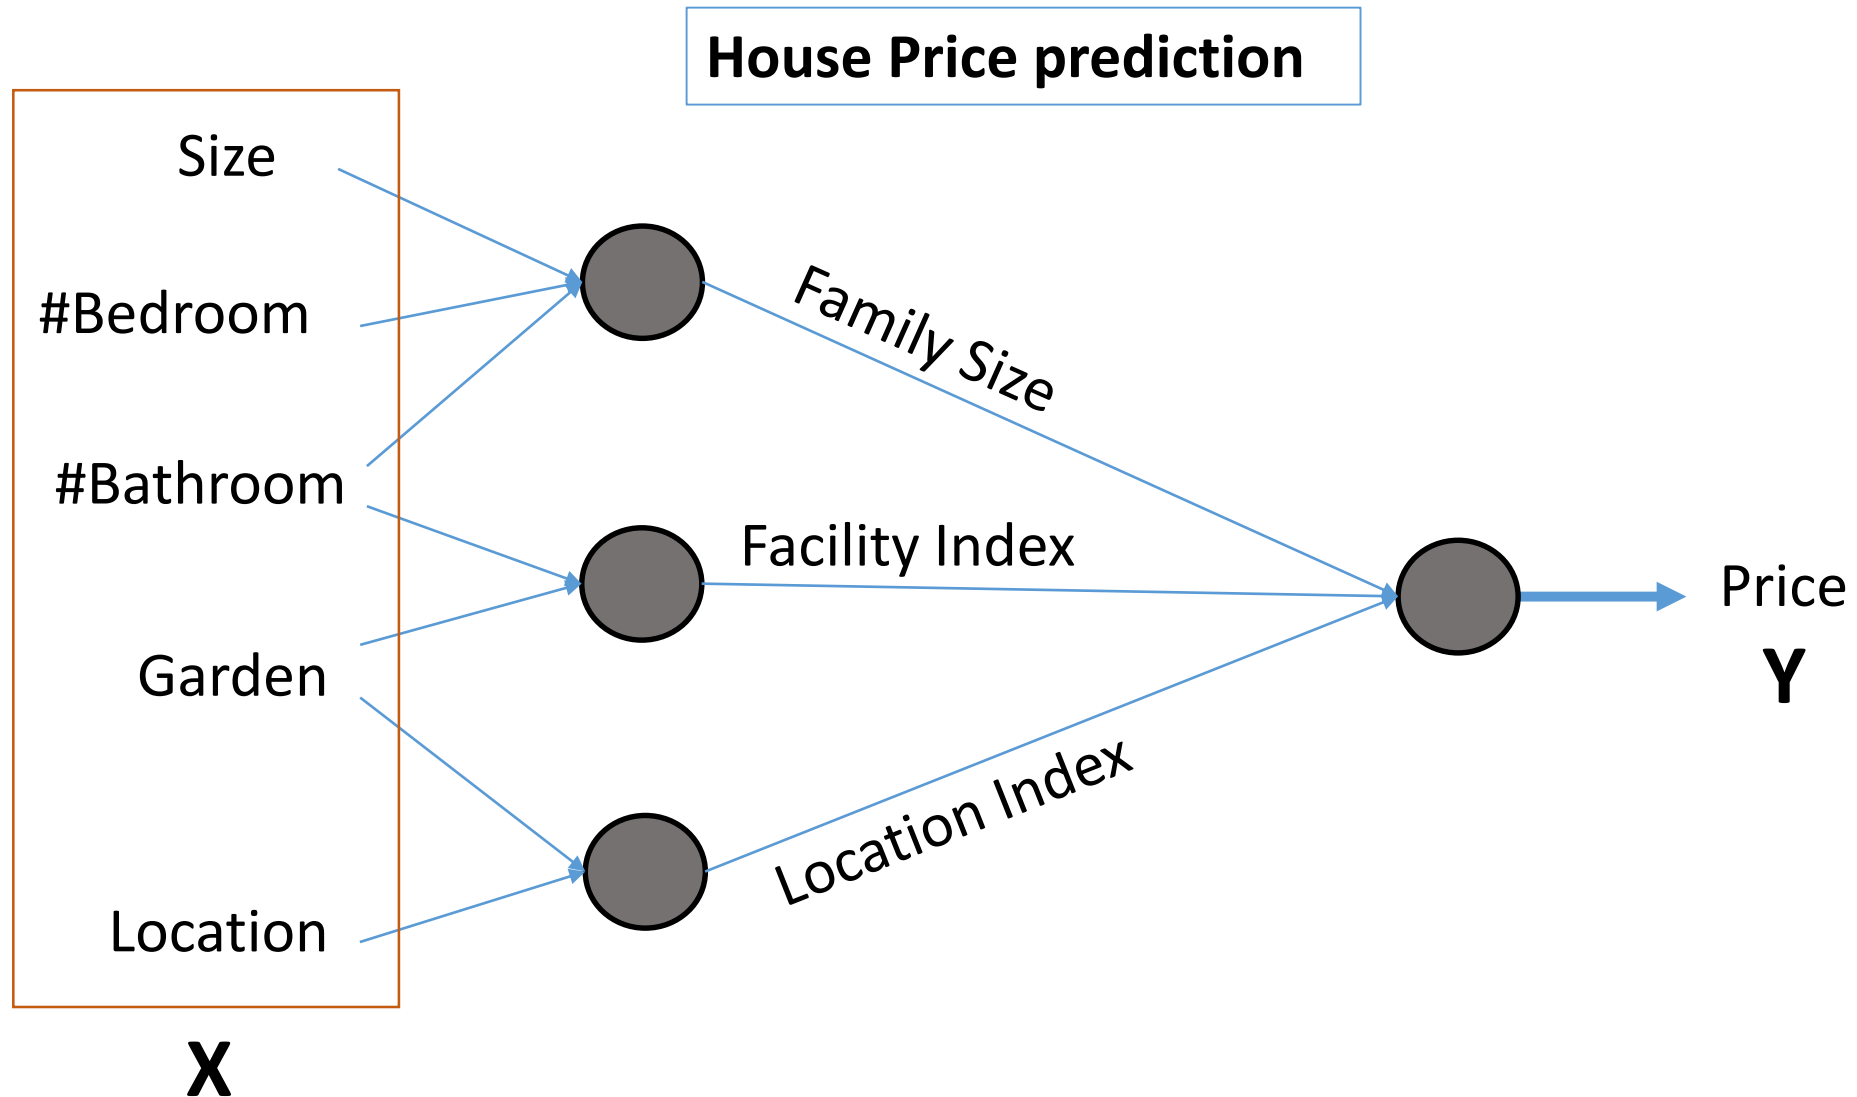 House Price prediction
Size
#Bedroom
#Bathroom
Garden
Location
X
Family Size
Facility Index
Location Index
Price
Y